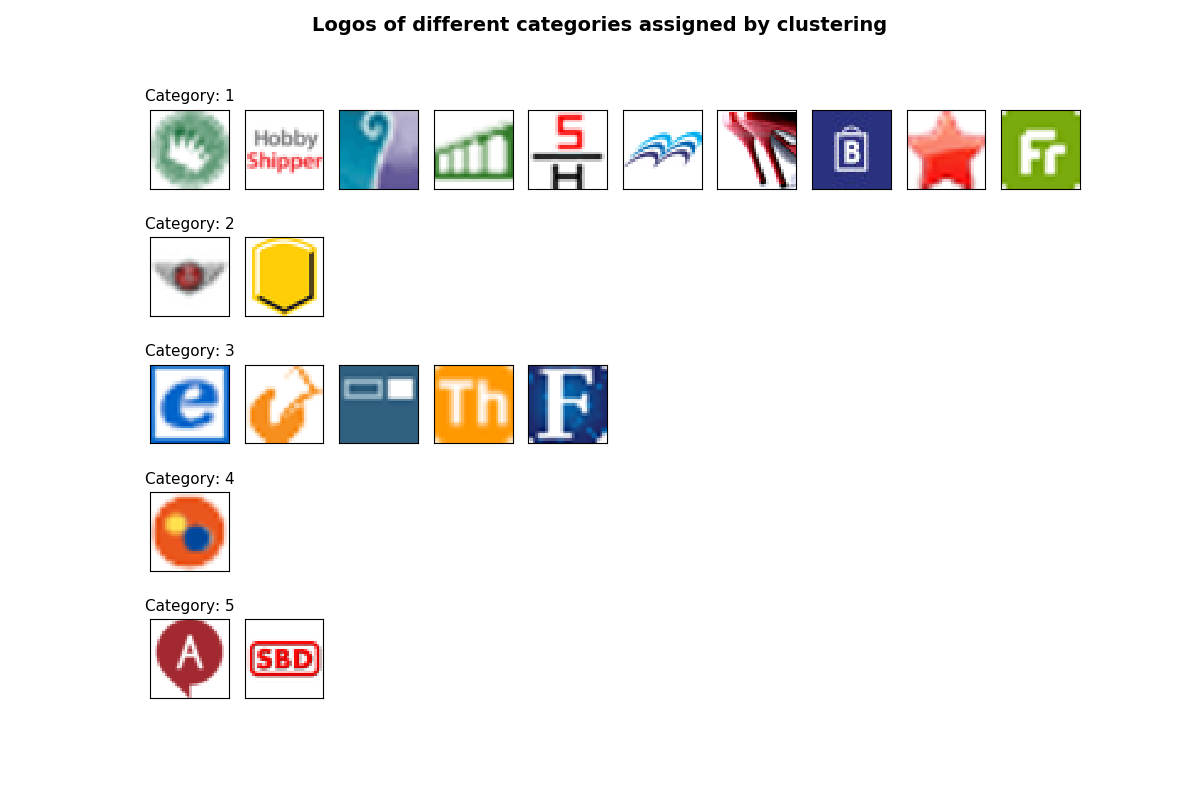 Logos of different categories assigned by clustering
Category: 1
Hobby
Shipper
S
H
B
Fr
Category: 2
Category: 3
e
Th
F
Category: 4
Category: 5
A
SBD